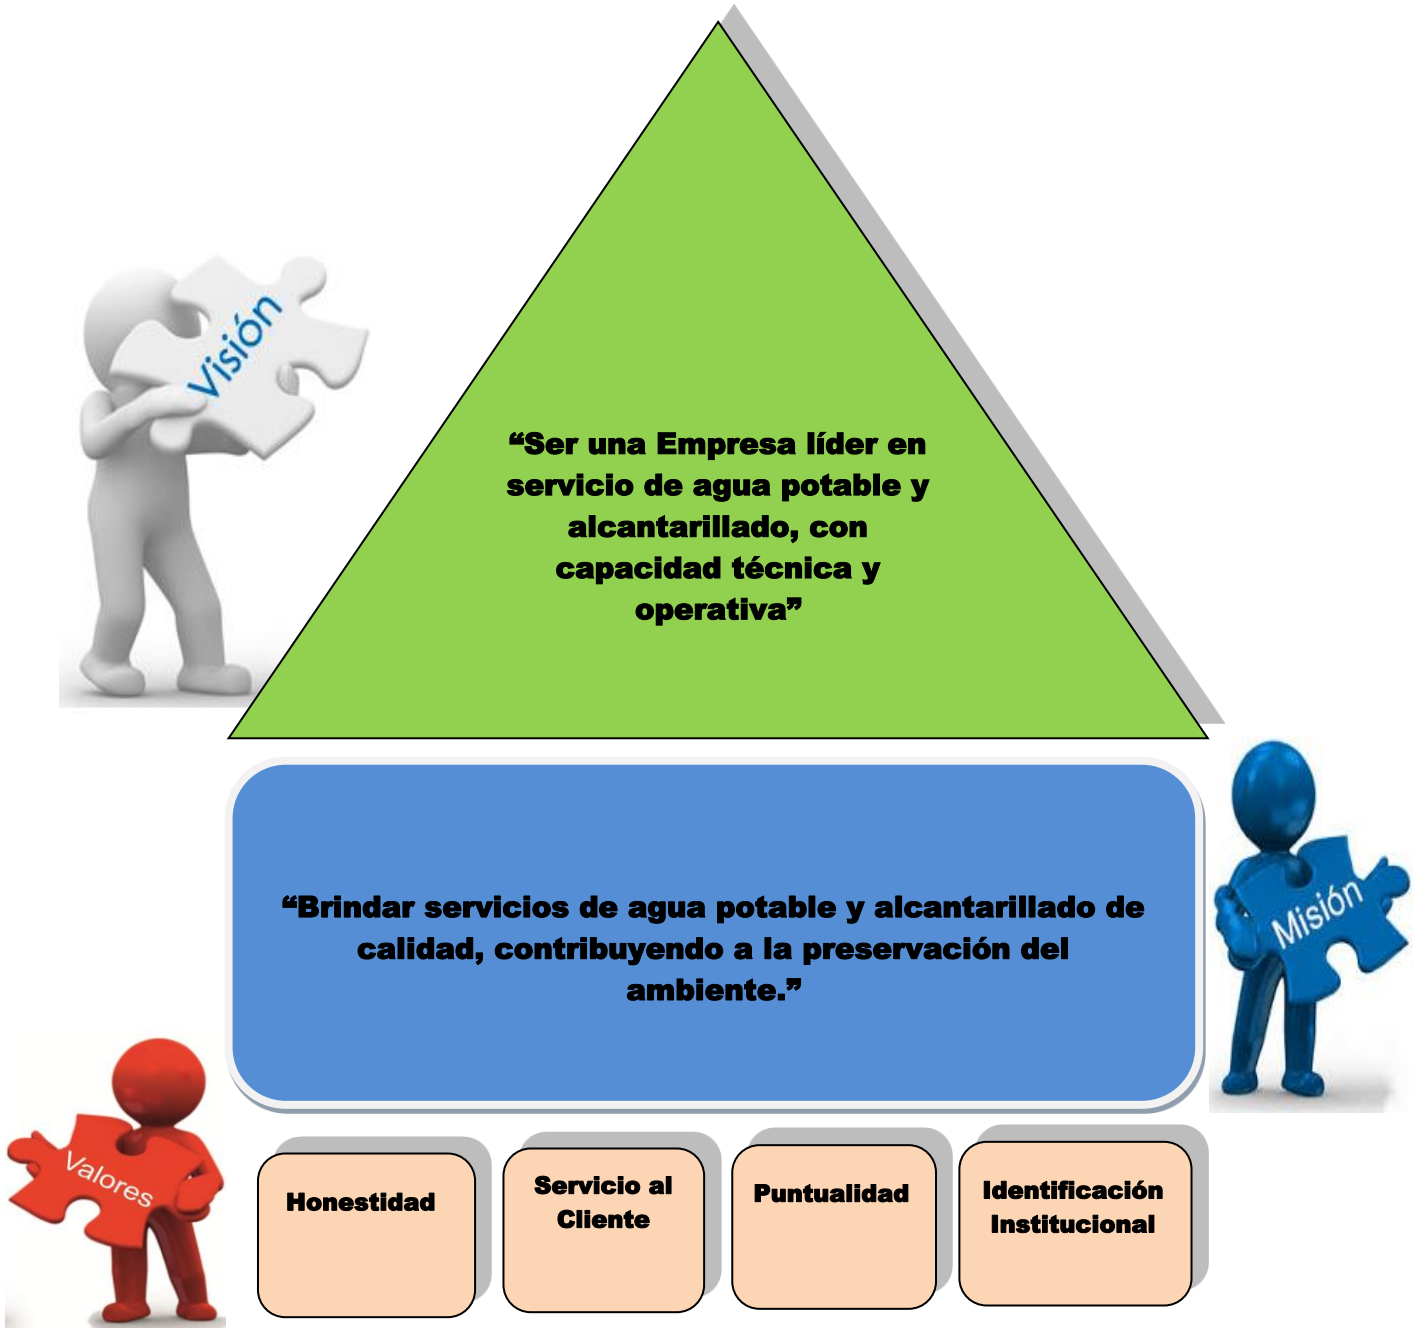 Visión
“Ser una Empresa líder en
servicio de agua potable y
alcantarillado, con
capacidad técnica y
operativa”
“Brindar servicios de agua potable y alcantarillado de
calidad, contribuyendo a la preservación del
ambiente.”
Misión
Valores
Honestidad
Servicio al
Cliente
Puntualidad
Identificación
Institucional